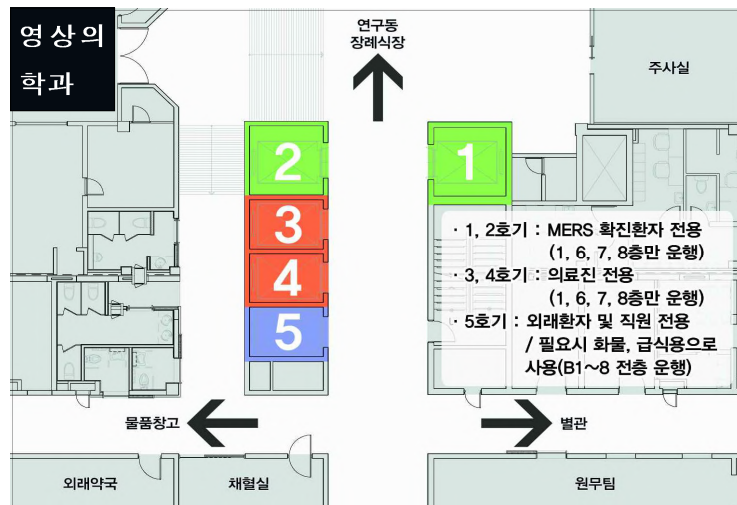 영상의
학과
연구동
장례식장
주사실
2
1
3
4
5
· 1, 2호기 : MERS 확진환자 전용
(1, 6, 7, 8층만 운행)
· 3, 4호기 : 의료진 전용
(1, 6, 7, 8층만 운행)
· 5호기 : 외래환자 및 직원 전용
/ 필요시 화물, 급식용으로
사용(B1~8 전층 운행)
물품창고
별관
외래약국
채혈실
원무팀